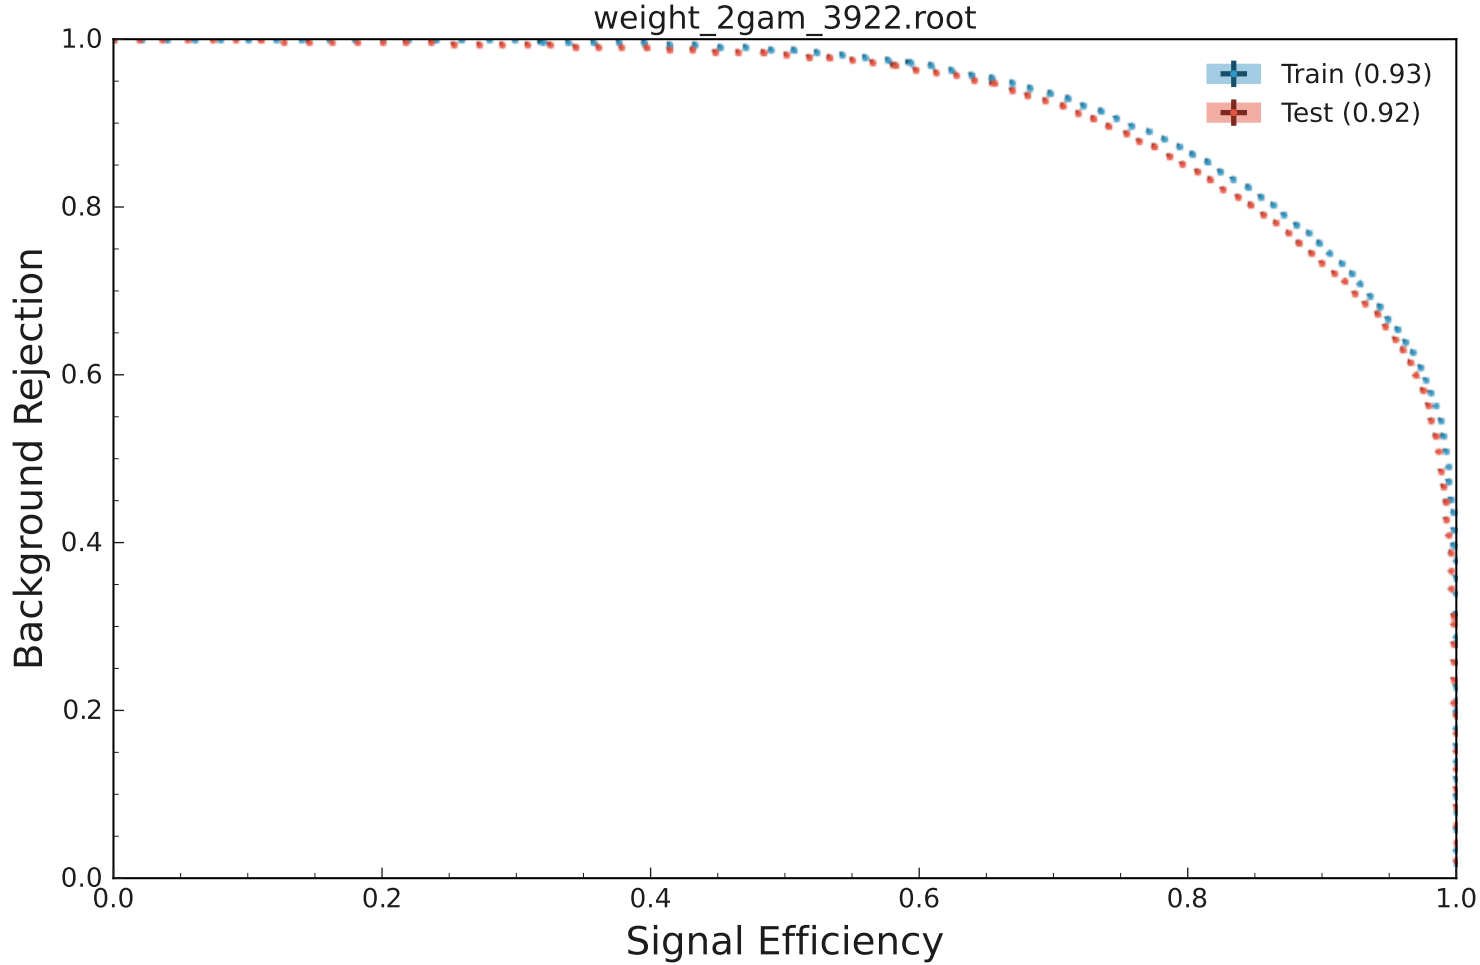 weight_2gam_3922.root
1.0
0.8
0.6
0.4
0.2
0.0
Background Rejection
Train (0.93)
Test (0.92)
0.0 0.2 0.4 0.6 0.8 1.0
Signal Efficiency